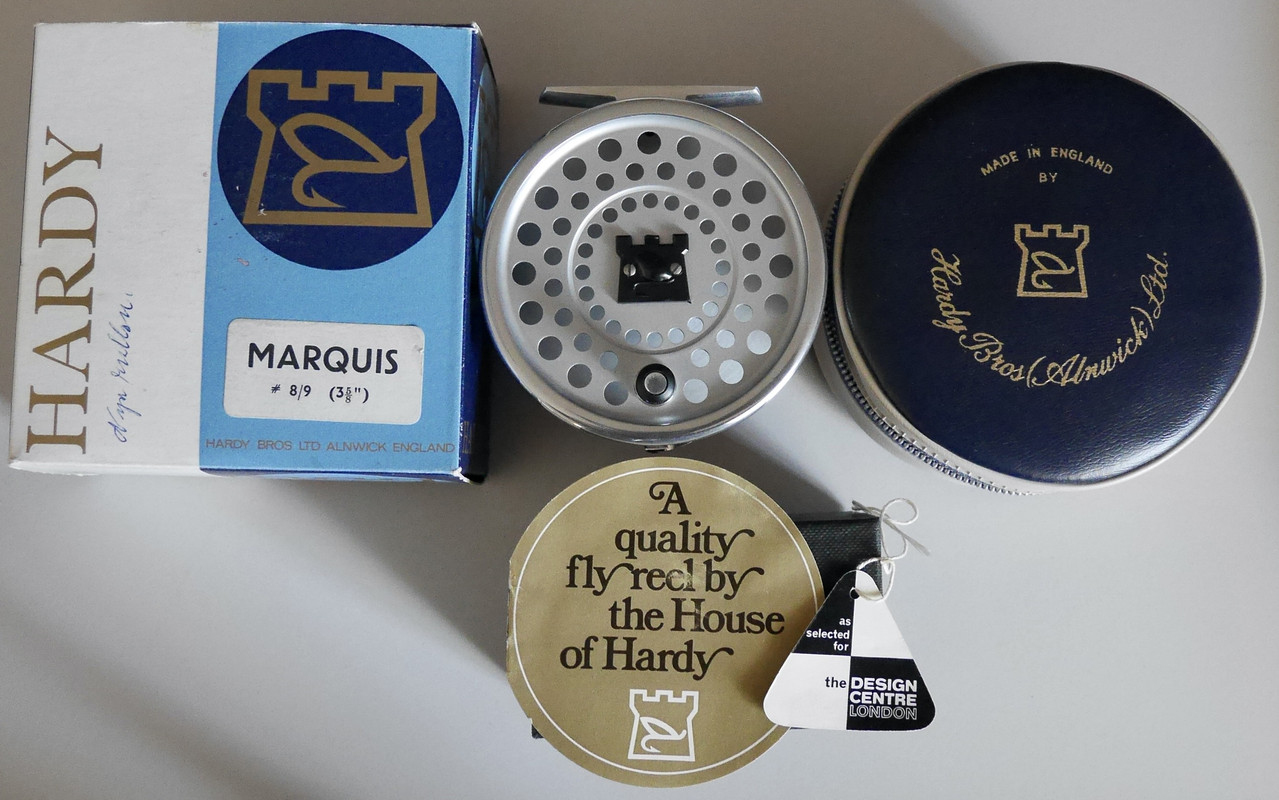 HARDY
MARQUIS
# 8/9 (3⅝")
HARDY BROS LTD ALNWICK ENGLAND
MADE IN ENGLAND
BY
Hardy Bros (Alnwick) Ltd.
A
quality
fly reel by
the House
of Hardy
as
selected
for
the DESIGN
CENTRE
LONDON